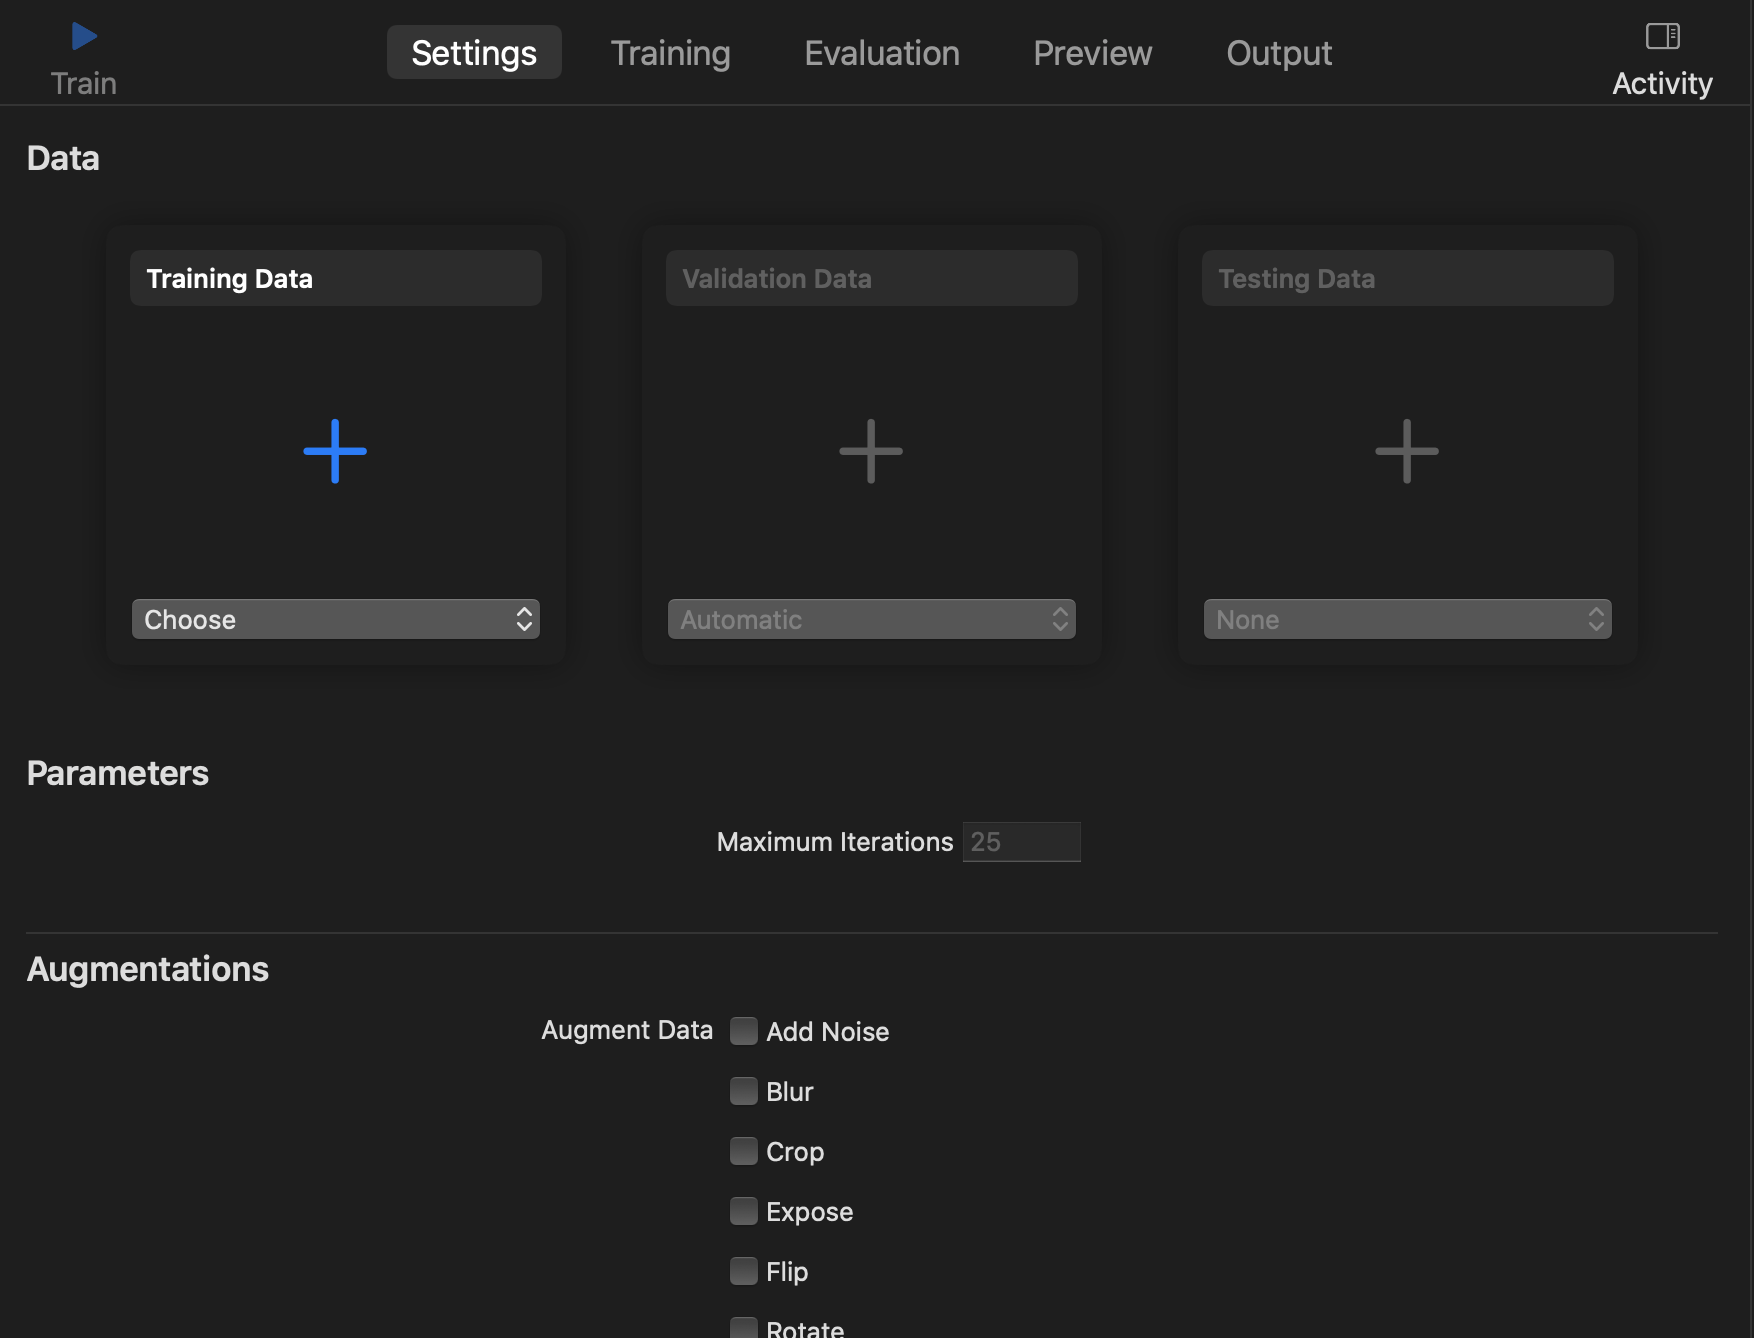 Train
Settings Training Evaluation Preview Output
Activity
Data
Training Data
Validation Data
Testing Data
Choose
Automatic
None
Parameters
Maximum Iterations 25
Augmentations
Augment Data Add Noise
Blur
Crop
Expose
Flip
Rotate